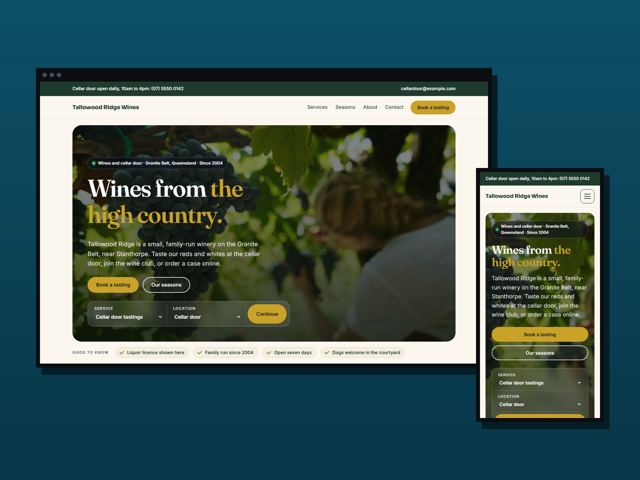 Cellar door open daily, 10am to 4pm: (07) 5550 0142
cellardoor@example.com
Tallowood Ridge Wines
Services
Seasons
About
Contact
Book a tasting
Wines and cellar door · Granite Belt, Queensland · Since 2004
Wines from the
high country.
Tallowood Ridge is a small, family-run winery on the Granite
Belt, near Stanthorpe. Taste our reds and whites at the cellar
door, join the wine club, or order a case online.
Book a tasting
Our seasons
SERVICE
Cellar door tastings
LOCATION
Cellar door
Continue
GOOD TO KNOW
Liquor licence shown here
Family run since 2004
Open seven days
Dogs welcome in the courtyard
Cellar door open daily, 10am to 4pm: (07) 5550 0142
Tallowood Ridge Wines
Wines and cellar door · Granite Belt,
Queensland · Since 2004
Wines from the
high country.
Tallowood Ridge is a small, family-
run winery on the Granite Belt, near
Stanthorpe. Taste our reds and
whites at the cellar door, join the
wine club, or order a case online.
Book a tasting
Our seasons
SERVICE
Cellar door tastings
LOCATION
Cellar door